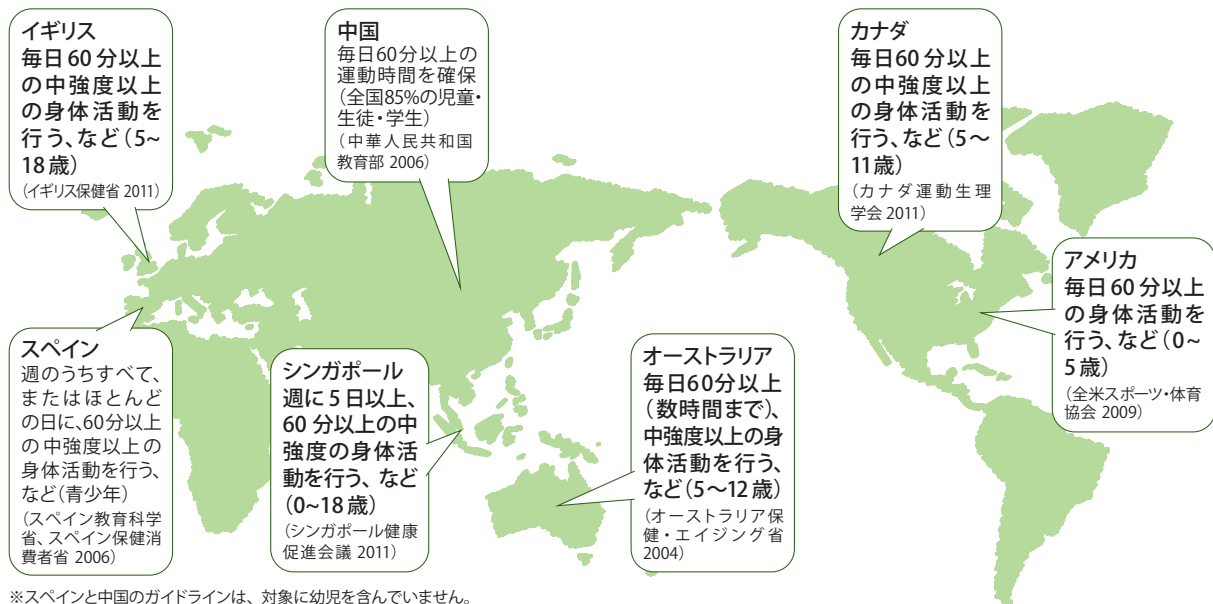 イギリス
毎日60分以上
の中強度以上
の身体活動を
行う、など（5~
18歳）
（イギリス保健省 2011）
中国
毎日60分以上の
運動時間を確保
（全国85%の児童・
生徒・学生）
（中華人民共和国
教育部 2006）
カナダ
毎日60分以上
の中強度以上
の身体活動を
行う、など（5〜
11歳）
（カナダ運動生理
学会 2011）
アメリカ
毎日60分以上
の身体活動を
行う、など（0~
5歳）
（全米スポーツ・体育
協会 2009）
スペイン
週のうちすべて、
またはほとんど
の日に、60分以上
の中強度以上の
身体活動を行う、
など（青少年）
（スペイン教育科学
省、スペイン保健消
費者省 2006）
シンガポール
週に5日以上、
60分以上の中
強度の身体活
動を行う、など
（0~18歳）
（シンガポール健康
促進会議 2011）
オーストラリア
毎日60分以上
（数時間まで）、
中強度以上の身
体活動を行う、
など（5〜12歳）
（オーストラリア保
健・エイジング省
2004）
※スペインと中国のガイドラインは、対象に幼児を含んでいません。